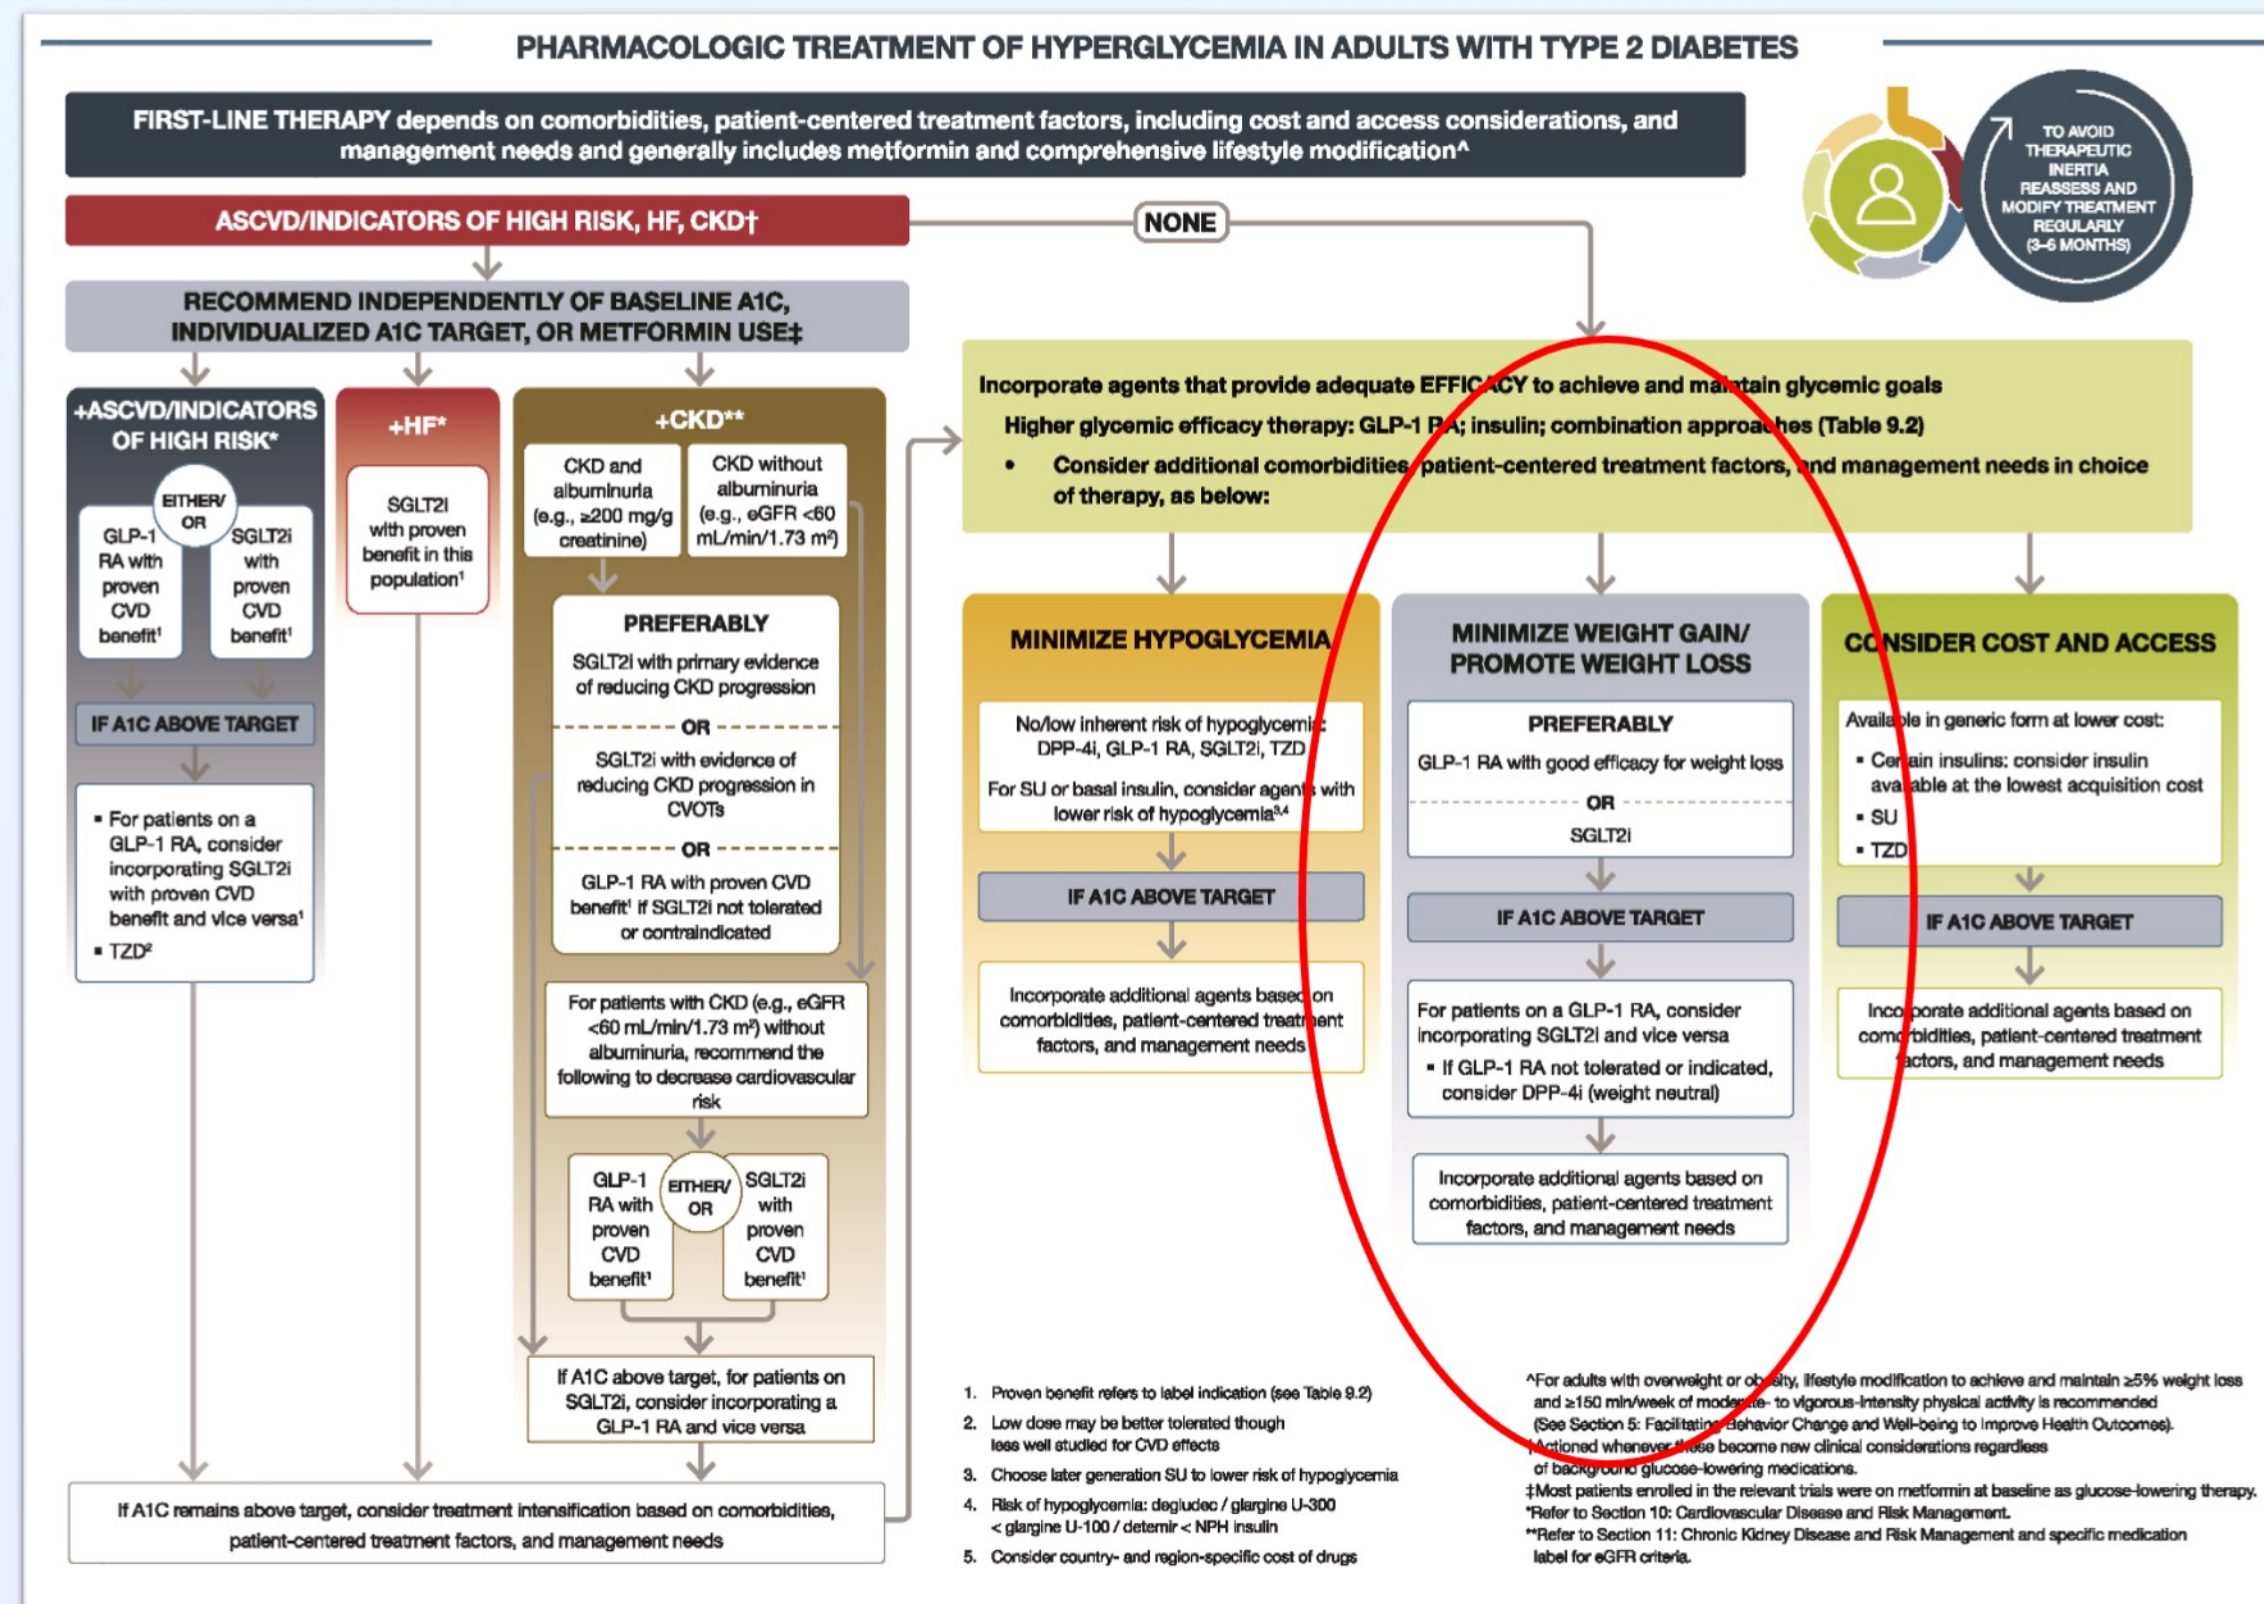 PHARMACOLOGIC TREATMENT OF HYPERGLYCEMIA IN ADULTS WITH TYPE 2 DIABETES
FIRST-LINE THERAPY depends on comorbidities, patient-centered treatment factors, including cost and access considerations, and
management needs and generally includes metformin and comprehensive lifestyle modification^
TO AVOID
THERAPEUTIC
INERTIA
REASSESS AND
MODIFY TREATMENT
REGULARLY
(3–6 MONTHS)
ASCVD/INDICATORS OF HIGH RISK, HF, CKD†
NONE
RECOMMEND INDEPENDENTLY OF BASELINE A1C,
INDIVIDUALIZED A1C TARGET, OR METFORMIN USE‡
+ASCVD/INDICATORS
OF HIGH RISK*
EITHER/
OR
GLP-1
RA with
proven
CVD
benefit¹
SGLT2i
with
proven
CVD
benefit¹
IF A1C ABOVE TARGET
▪ For patients on a
GLP-1 RA, consider
incorporating SGLT2i
with proven CVD
benefit and vice versa¹
▪ TZD²
+HF*
SGLT2i
with proven
benefit in this
population¹
+CKD**
CKD and
albuminuria
(e.g., ≥200 mg/g
creatinine)
CKD without
albuminuria
(e.g., eGFR <60
mL/min/1.73 m²)
PREFERABLY
SGLT2i with primary evidence
of reducing CKD progression
OR
SGLT2i with evidence of
reducing CKD progression in
CVOTs
OR
GLP-1 RA with proven CVD
benefit¹ if SGLT2i not tolerated
or contraindicated
For patients with CKD (e.g., eGFR
<60 mL/min/1.73 m²) without
albuminuria, recommend the
following to decrease cardiovascular
risk
GLP-1
RA with
proven
CVD
benefit¹
EITHER/
OR
SGLT2i
with
proven
CVD
benefit¹
If A1C above target, for patients on
SGLT2i, consider incorporating a
GLP-1 RA and vice versa
If A1C remains above target, consider treatment intensification based on comorbidities,
patient-centered treatment factors, and management needs
Incorporate agents that provide adequate EFFICACY to achieve and maintain glycemic goals
Higher glycemic efficacy therapy: GLP-1 RA; insulin; combination approaches (Table 9.2)
• Consider additional comorbidities, patient-centered treatment factors, and management needs in choice
of therapy, as below:
MINIMIZE HYPOGLYCEMIA
No/low inherent risk of hypoglycemia:
DPP-4i, GLP-1 RA, SGLT2i, TZD
For SU or basal insulin, consider agents with
lower risk of hypoglycemia³,⁴
IF A1C ABOVE TARGET
Incorporate additional agents based on
comorbidities, patient-centered treatment
factors, and management needs
MINIMIZE WEIGHT GAIN/
PROMOTE WEIGHT LOSS
PREFERABLY
GLP-1 RA with good efficacy for weight loss
OR
SGLT2i
IF A1C ABOVE TARGET
For patients on a GLP-1 RA, consider
incorporating SGLT2i and vice versa
▪ If GLP-1 RA not tolerated or indicated,
consider DPP-4i (weight neutral)
Incorporate additional agents based on
comorbidities, patient-centered treatment
factors, and management needs
CONSIDER COST AND ACCESS
Available in generic form at lower cost:
▪ Certain insulins: consider insulin
available at the lowest acquisition cost
▪ SU
▪ TZD
IF A1C ABOVE TARGET
Incorporate additional agents based on
comorbidities, patient-centered treatment
factors, and management needs
1. Proven benefit refers to label indication (see Table 9.2)
2. Low dose may be better tolerated though
less well studied for CVD effects
3. Choose later generation SU to lower risk of hypoglycemia
4. Risk of hypoglycemia: degludec / glargine U-300
< glargine U-100 / detemir < NPH insulin
5. Consider country- and region-specific cost of drugs
^For adults with overweight or obesity, lifestyle modification to achieve and maintain ≥5% weight loss
and ≥150 min/week of moderate- to vigorous-intensity physical activity is recommended
(See Section 5: Facilitating Behavior Change and Well-being to Improve Health Outcomes).
†Actioned whenever these become new clinical considerations regardless
of background glucose-lowering medications.
‡Most patients enrolled in the relevant trials were on metformin at baseline as glucose-lowering therapy.
*Refer to Section 10: Cardiovascular Disease and Risk Management.
**Refer to Section 11: Chronic Kidney Disease and Risk Management and specific medication
label for eGFR criteria.